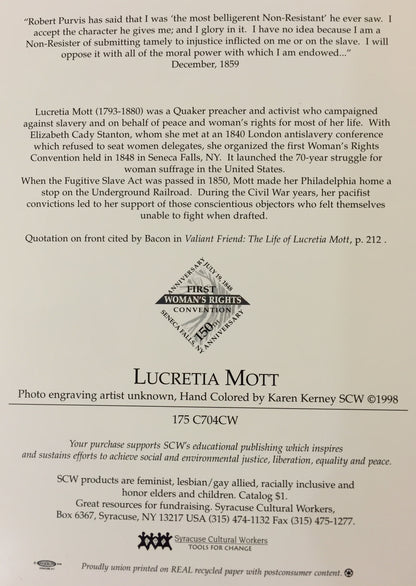 "Robert Purvis has said that I was 'the most belligerent Non-Resistant' he ever saw. I
accept the character he gives me; and I glory in it. I have no idea because I am a
Non-Resister of submitting tamely to injustice inflicted on me or on the slave. I will
oppose it with all of the moral power with which I am endowed..."
December, 1859
Lucretia Mott (1793-1880) was a Quaker preacher and activist who campaigned
against slavery and on behalf of peace and woman's rights for most of her life. With
Elizabeth Cady Stanton, whom she met at an 1840 London antislavery conference
which refused to seat women delegates, she organized the first Woman's Rights
Convention held in 1848 in Seneca Falls, NY. It launched the 70-year struggle for
woman suffrage in the United States.
When the Fugitive Slave Act was passed in 1850, Mott made her Philadelphia home a
stop on the Underground Railroad. During the Civil War years, her pacifist
convictions led to her support of those conscientious objectors who felt themselves
unable to fight when drafted.
Quotation on front cited by Bacon in Valiant Friend: The Life of Lucretia Mott, p. 212 .
ANNIVERSARY JULY 19, 1848
FIRST
WOMAN'S RIGHTS
CONVENTION
SENECA FALLS, NY
150TH
ANNIVERSARY
LUCRETIA MOTT
Photo engraving artist unknown, Hand Colored by Karen Kerney SCW ©1998
175 C704CW
Your purchase supports SCW's educational publishing which inspires
and sustains efforts to achieve social and environmental justice, liberation, equality and peace.
SCW products are feminist, lesbian/gay allied, racially inclusive and
honor elders and children. Catalog $1.
Great resources for fundraising. Syracuse Cultural Workers,
Box 6367, Syracuse, NY 13217 USA (315) 474-1132 Fax (315) 475-1277.
Syracuse Cultural Workers
TOOLS FOR CHANGE
Proudly union printed on REAL recycled paper with postconsumer content.